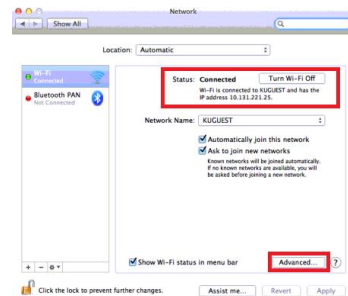 Network
Show All
Location: Automatic
Wi-Fi
Connected
Bluetooth PAN
Not Connected
Status: Connected
Turn Wi-Fi Off
Wi-Fi is connected to KUGUEST and has the
IP address 10.131.221.25.
Network Name: KUGUEST
Automatically join this network
Ask to join new networks
Known networks will be joined automatically.
If no known networks are available, you will
be asked before joining a new network.
Show Wi-Fi status in menu bar
Advanced...
?
+ −
Click the lock to prevent further changes.
Assist me...
Revert
Apply